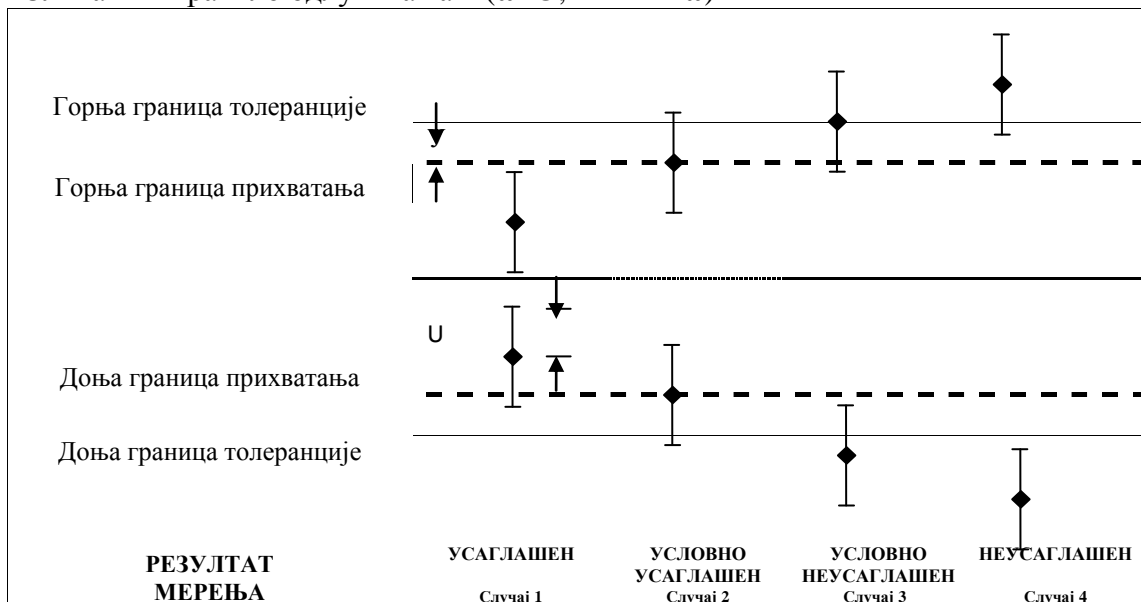 Горња граница толеранције
Горња граница прихватања
U
Доња граница прихватања
Доња граница толеранције
РЕЗУЛТАТ
МЕРЕЊА
УСАГЛАШЕН
Случај 1
УСЛОВНО
УСАГЛАШЕН
Случај 2
УСЛОВНО
НЕУСАГЛАШЕН
Случај 3
НЕУСАГЛАШЕН
Случај 4